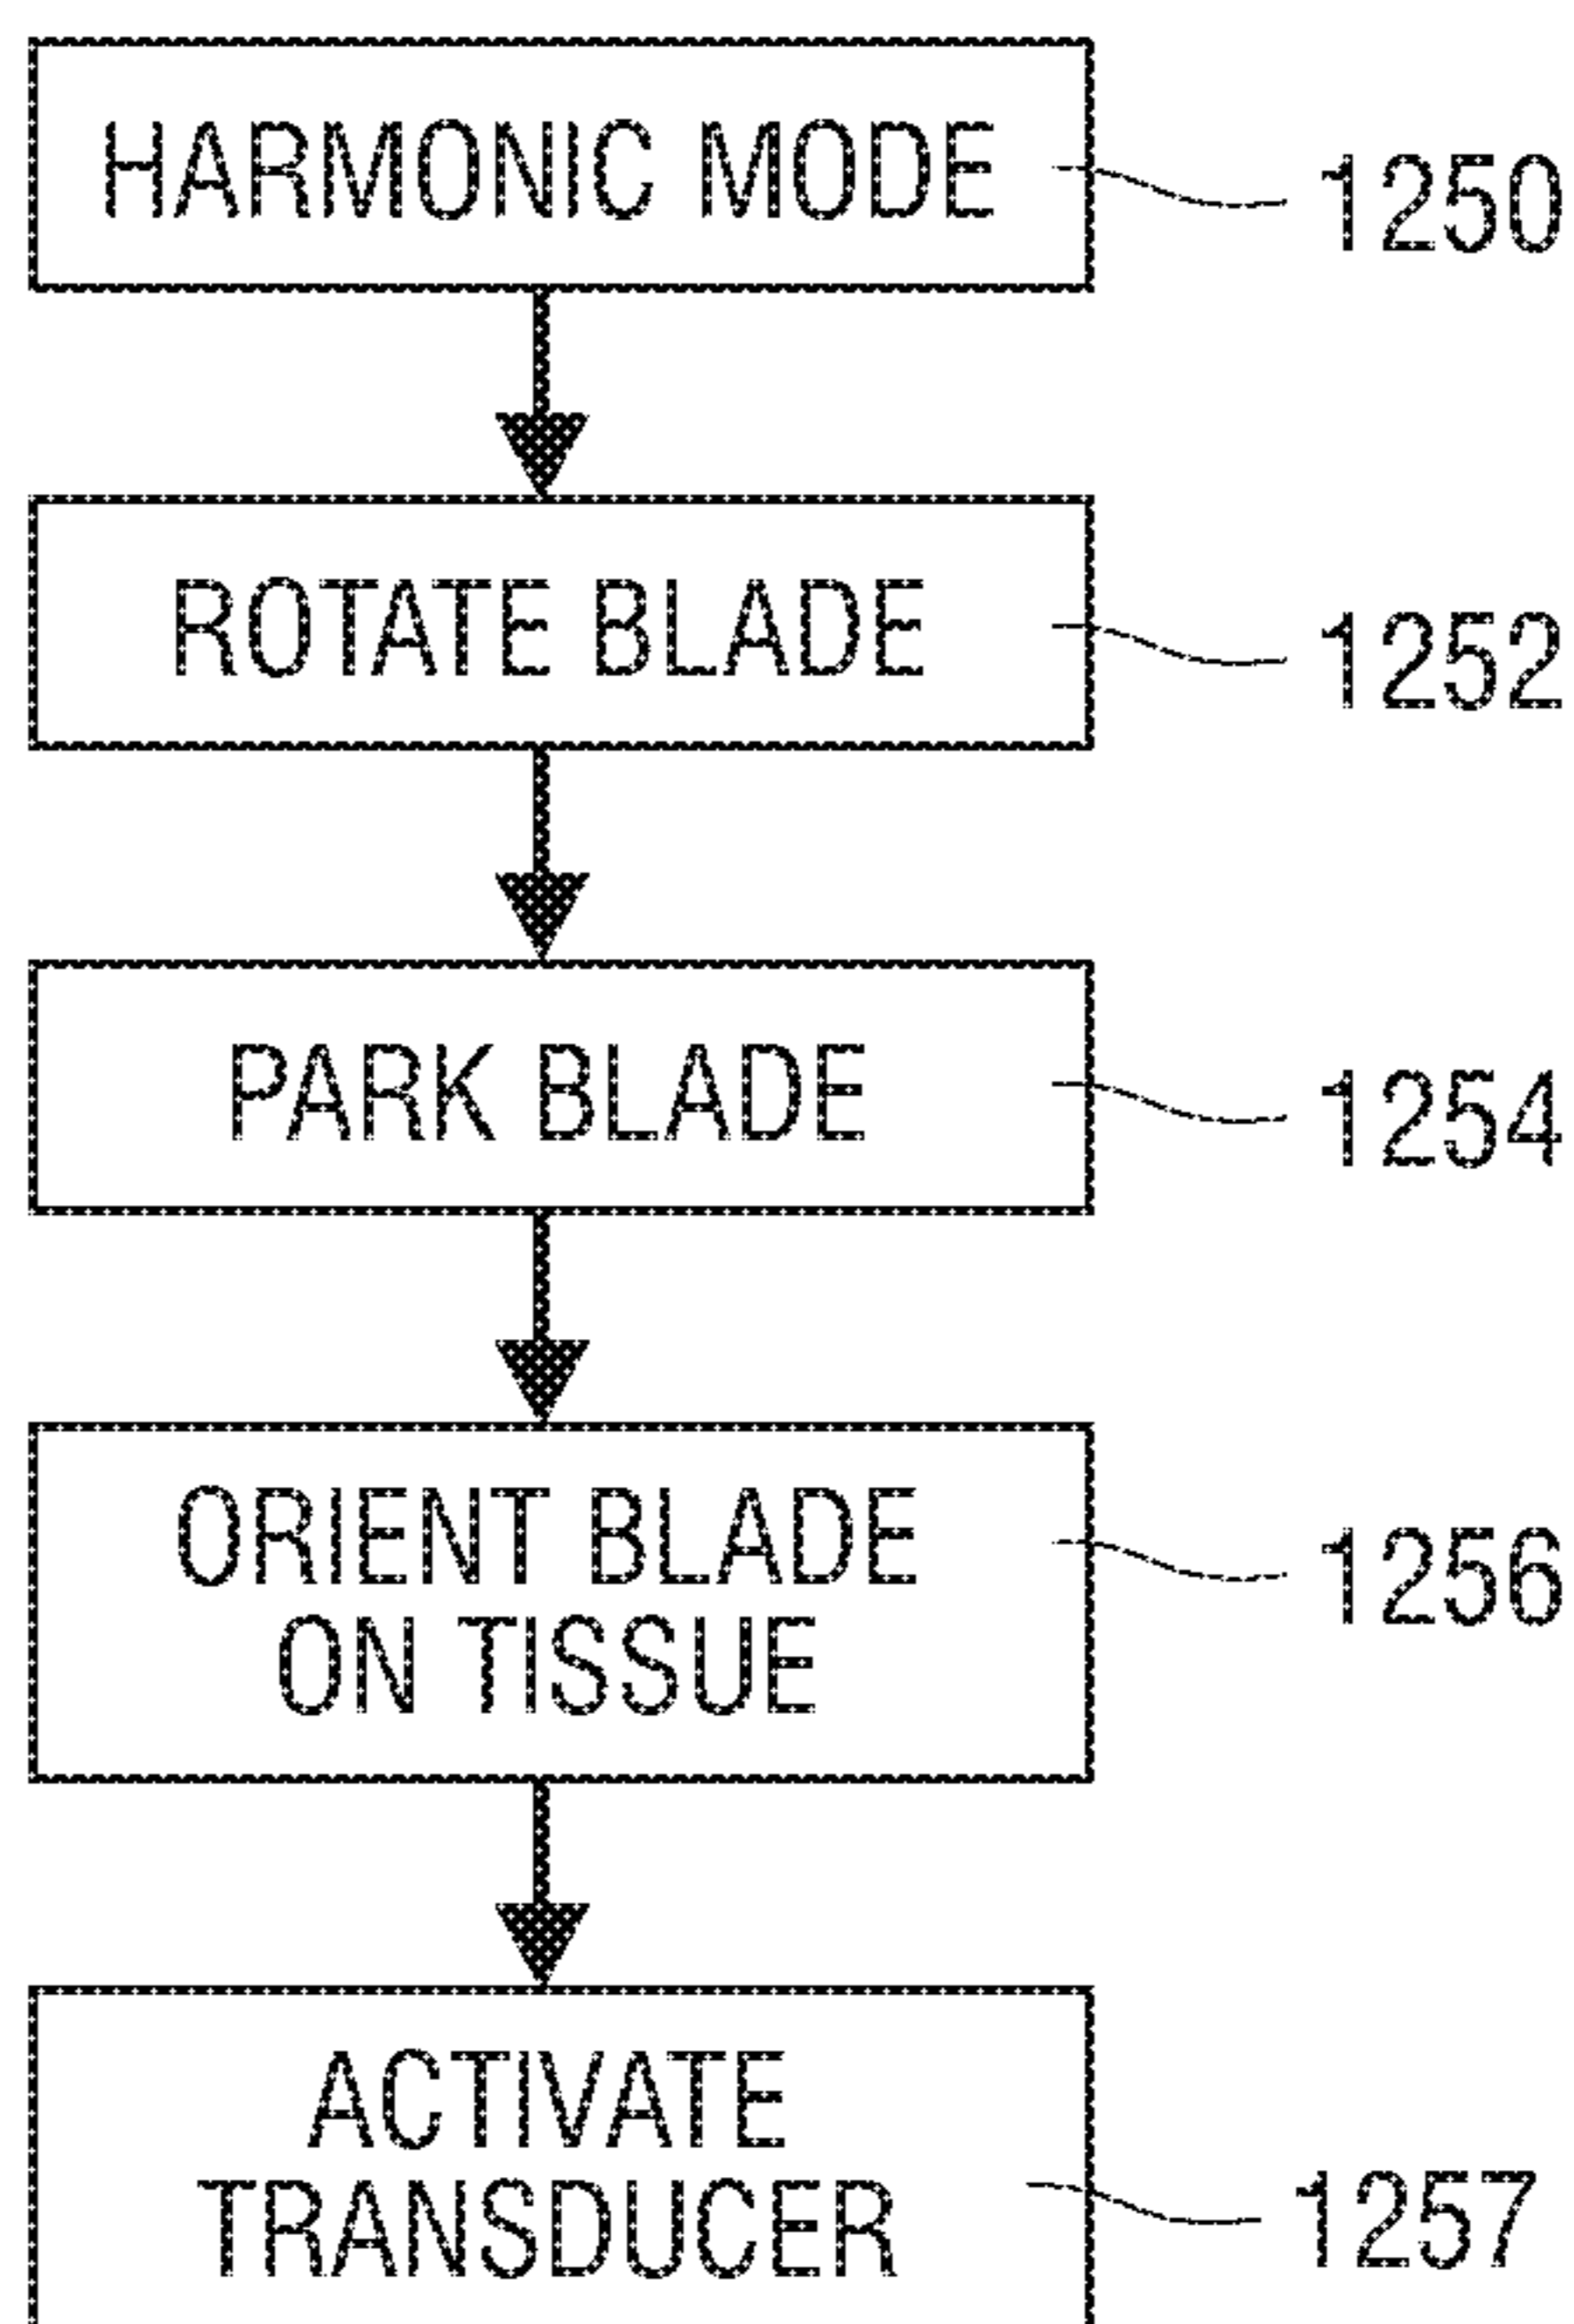 HARMONIC MODE
1250
ROTATE BLADE
1252
PARK BLADE
1254
ORIENT BLADE
ON TISSUE
1256
ACTIVATE
TRANSDUCER
1257